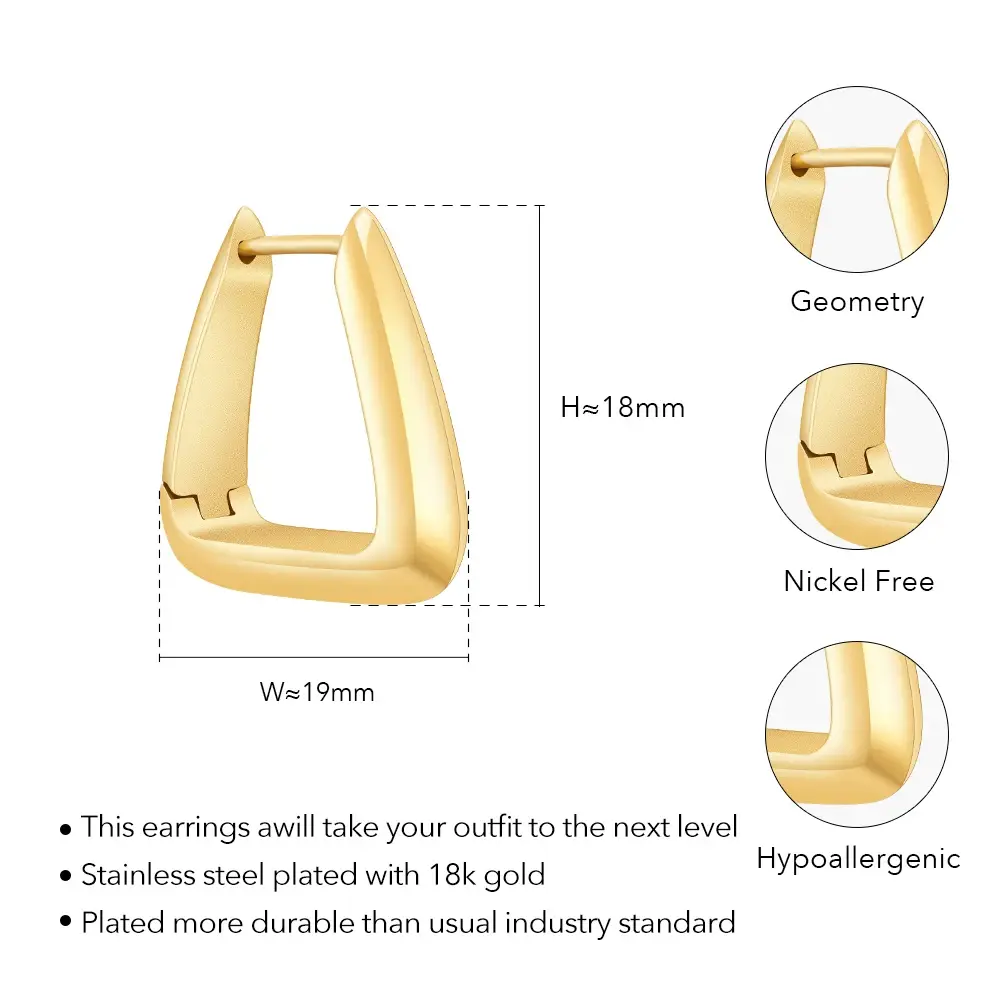 Geometry
H≈18mm
Nickel Free
W≈19mm
• This earrings awill take your outfit to the next level
Hypoallergenic
• Stainless steel plated with 18k gold
• Plated more durable than usual industry standard